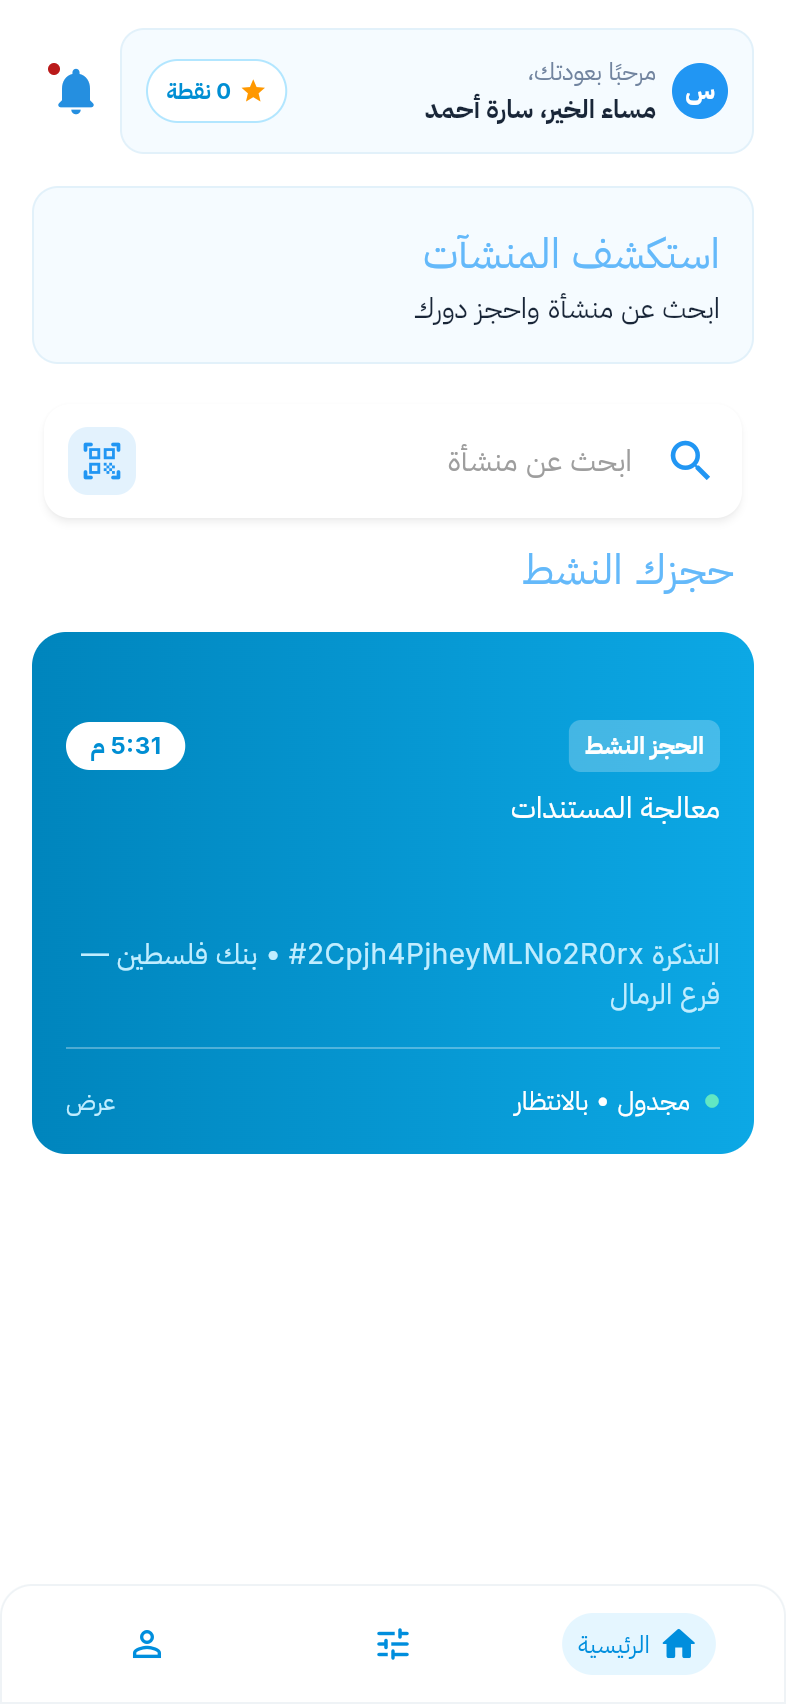 س
مرحبًا بعودتك،
مساء الخير، سارة أحمد
0 نقطة
استكشف المنشآت
ابحث عن منشأة واحجز دورك
ابحث عن منشأة
حجزك النشط
الحجز النشط
5:31 م
معالجة المستندات
التذكرة #2Cpjh4PjheyMLNo2R0rx • بنك فلسطين —
فرع الرمال
مجدول • بالانتظار
عرض
الرئيسية